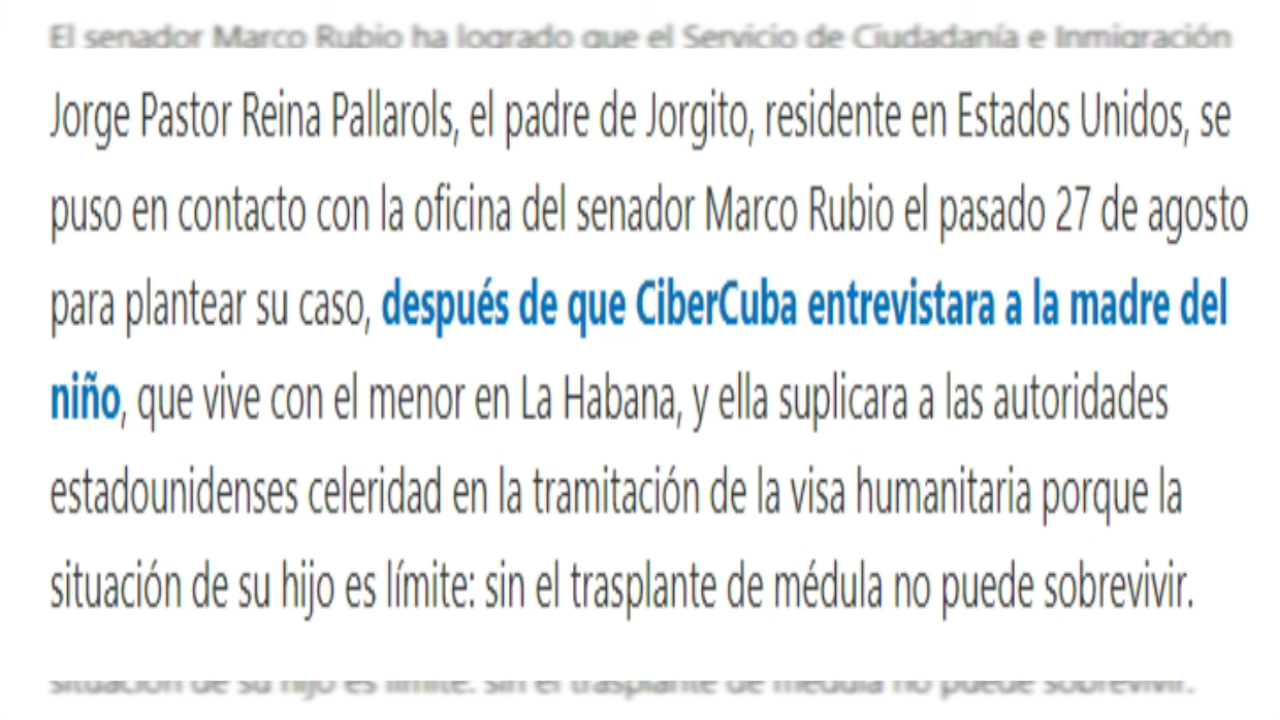 El senador Marco Rubio ha logrado que el Servicio de Ciudadanía e Inmigración
Jorge Pastor Reina Pallarols, el padre de Jorgito, residente en Estados Unidos, se
puso en contacto con la oficina del senador Marco Rubio el pasado 27 de agosto
para plantear su caso, después de que CiberCuba entrevistara a la madre del
niño, que vive con el menor en La Habana, y ella suplicara a las autoridades
estadounidenses celeridad en la tramitación de la visa humanitaria porque la
situación de su hijo es límite: sin el trasplante de médula no puede sobrevivir.
situación de su hijo es límite: sin el trasplante de médula no puede sobrevivir.